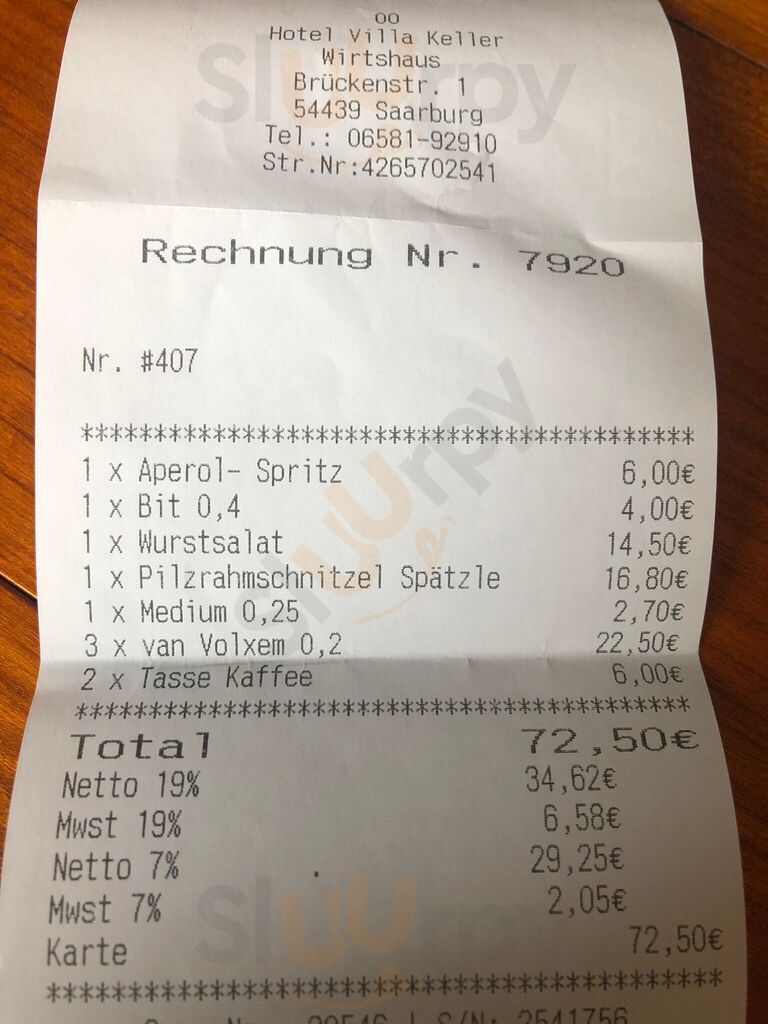 OO
Hotel Villa Keller
Wirtshaus
Brückenstr. 1
54439 Saarburg
Tel.: 06581-92910
Str.Nr:4265702541
Rechnung Nr. 7920
Nr. #407
******************************************
1 x Aperol- Spritz 6,00€
1 x Bit 0,4 4,00€
1 x Wurstsalat 14,50€
1 x Pilzrahmschnitzel Spätzle 16,80€
1 x Medium 0,25 2,70€
3 x van Volxem 0,2 22,50€
2 x Tasse Kaffee 6,00€
******************************************
Total 72,50€
Netto 19% 34,62€
Mwst 19% 6,58€
Netto 7% 29,25€
Mwst 7% 2,05€
Karte 72,50€
******************************************
S/N: 2541756
Sluurpy
Sluurpy
Sluurpy